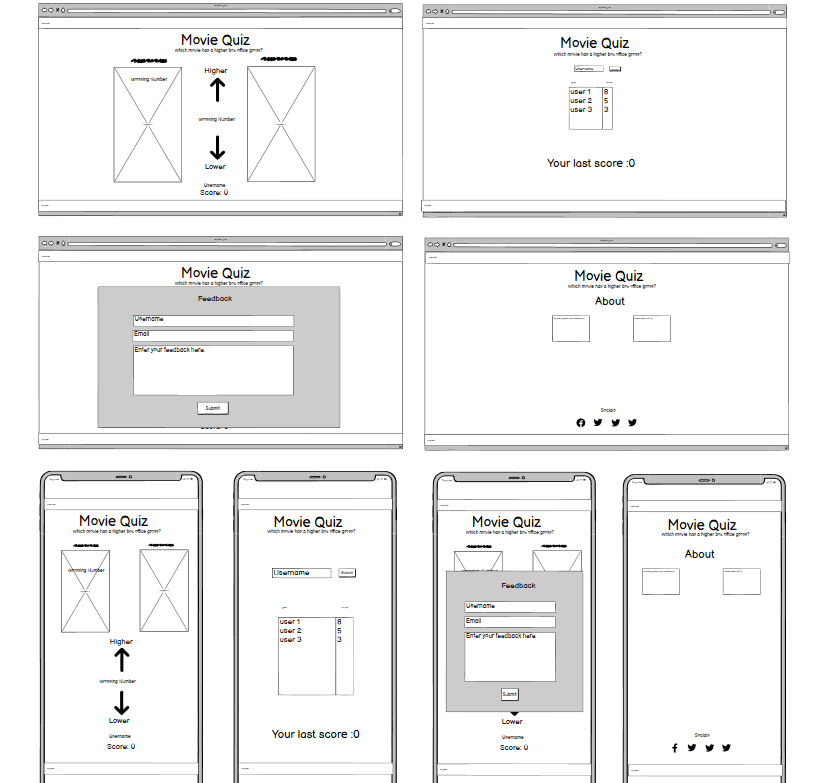 Movie Quiz
which movie has a higher box office gross?
Higher
Grossing Number
Grossing Number
Lower
Username
Score: 0
Movie Quiz
which movie has a higher box office gross?
Username
user 1 8
user 2 5
user 3 3
Your last score :0
Movie Quiz
which movie has a higher box office gross?
Feedback
Username
Email
Enter your feedback here.
Submit
Movie Quiz
which movie has a higher box office gross?
About
Socials
Movie Quiz
which movie has a higher box office gross?
Grossing Number
Higher
Grossing Number
Lower
Username
Score: 0
Movie Quiz
which movie has a higher box office gross?
Username Submit
user 1 8
user 2 5
user 3 3
Your last score :0
Movie Quiz
which movie has a higher box office gross?
Feedback
Username
Email
Enter your feedback here.
Submit
Lower
Username
Score: 0
Movie Quiz
which movie has a higher box office gross?
About
Socials